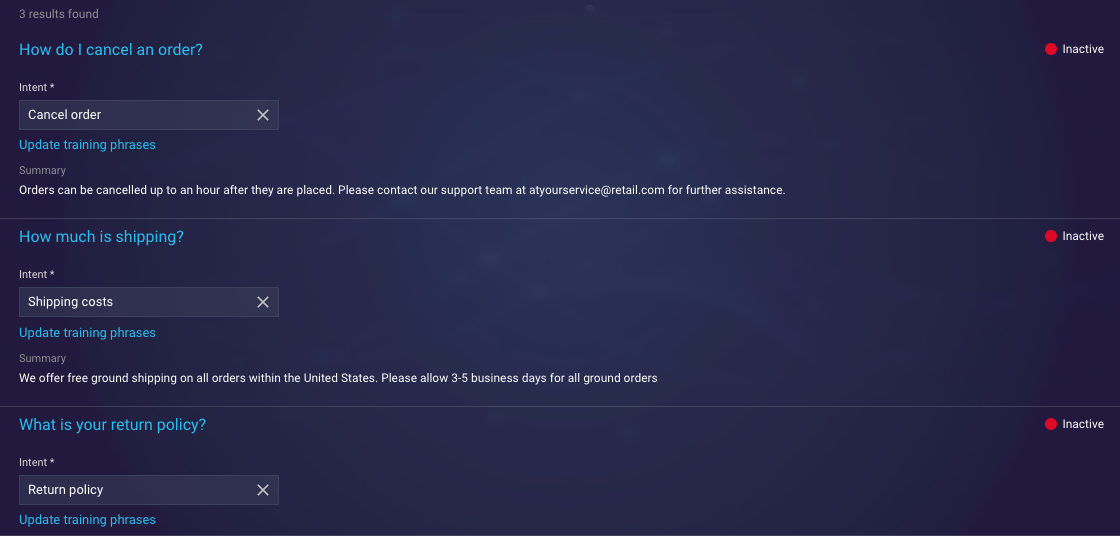 3 results found
How do I cancel an order?
Inactive
Intent *
Cancel order
Update training phrases
Summary
Orders can be cancelled up to an hour after they are placed. Please contact our support team at atyourservice@retail.com for further assistance.
How much is shipping?
Inactive
Intent *
Shipping costs
Update training phrases
Summary
We offer free ground shipping on all orders within the United States. Please allow 3-5 business days for all ground orders
What is your return policy?
Inactive
Intent *
Return policy
Update training phrases